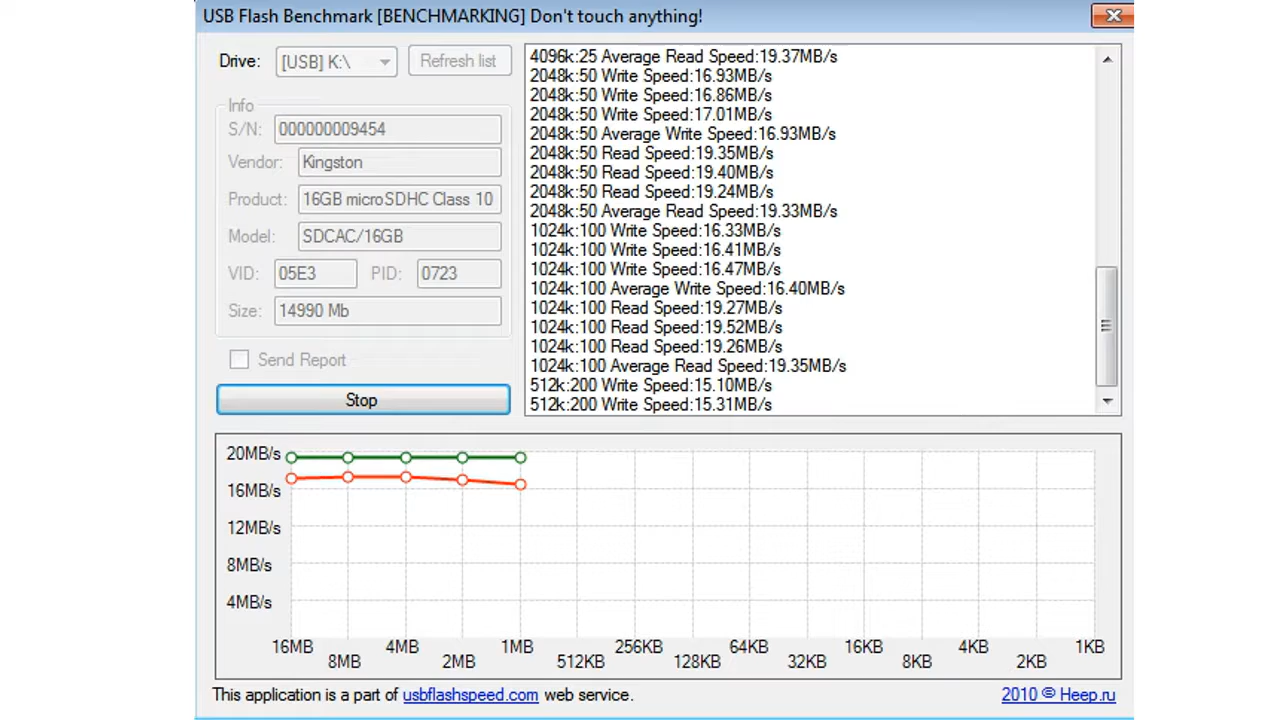 USB Flash Benchmark [BENCHMARKING] Don't touch anything!
Drive: [USB] K:\ Refresh list
Info
S/N: 000000009454
Vendor: Kingston
Product: 16GB microSDHC Class 10
Model: SDCAC/16GB
VID: 05E3 PID: 0723
Size: 14990 Mb
Send Report
Stop
4096k:25 Average Read Speed:19.37MB/s
2048k:50 Write Speed:16.93MB/s
2048k:50 Write Speed:16.86MB/s
2048k:50 Write Speed:17.01MB/s
2048k:50 Average Write Speed:16.93MB/s
2048k:50 Read Speed:19.35MB/s
2048k:50 Read Speed:19.40MB/s
2048k:50 Read Speed:19.24MB/s
2048k:50 Average Read Speed:19.33MB/s
1024k:100 Write Speed:16.33MB/s
1024k:100 Write Speed:16.41MB/s
1024k:100 Write Speed:16.47MB/s
1024k:100 Average Write Speed:16.40MB/s
1024k:100 Read Speed:19.27MB/s
1024k:100 Read Speed:19.52MB/s
1024k:100 Read Speed:19.26MB/s
1024k:100 Average Read Speed:19.35MB/s
512k:200 Write Speed:15.10MB/s
512k:200 Write Speed:15.31MB/s
20MB/s
16MB/s
12MB/s
8MB/s
4MB/s
16MB 4MB 1MB 256KB 64KB 16KB 4KB 1KB
8MB 2MB 512KB 128KB 32KB 8KB 2KB
This application is a part of usbflashspeed.com web service. 2010 © Heep.ru